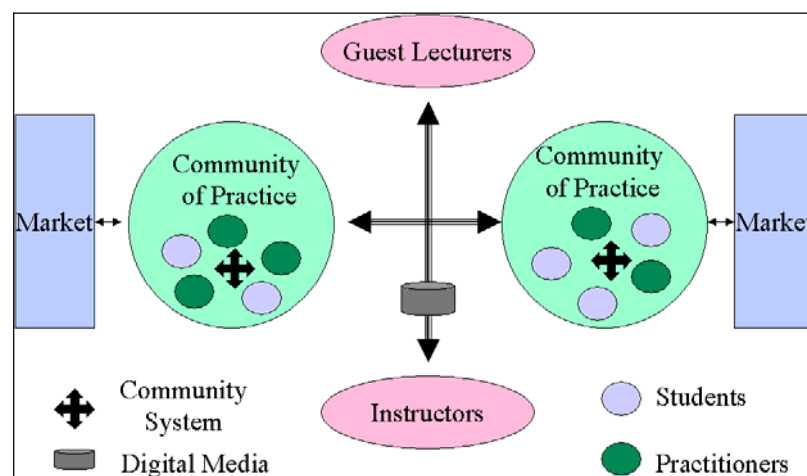 Guest Lecturers
Community
of Practice
Community
of Practice
Market
Market
Community
System
Digital Media
Instructors
Students
Practitioners